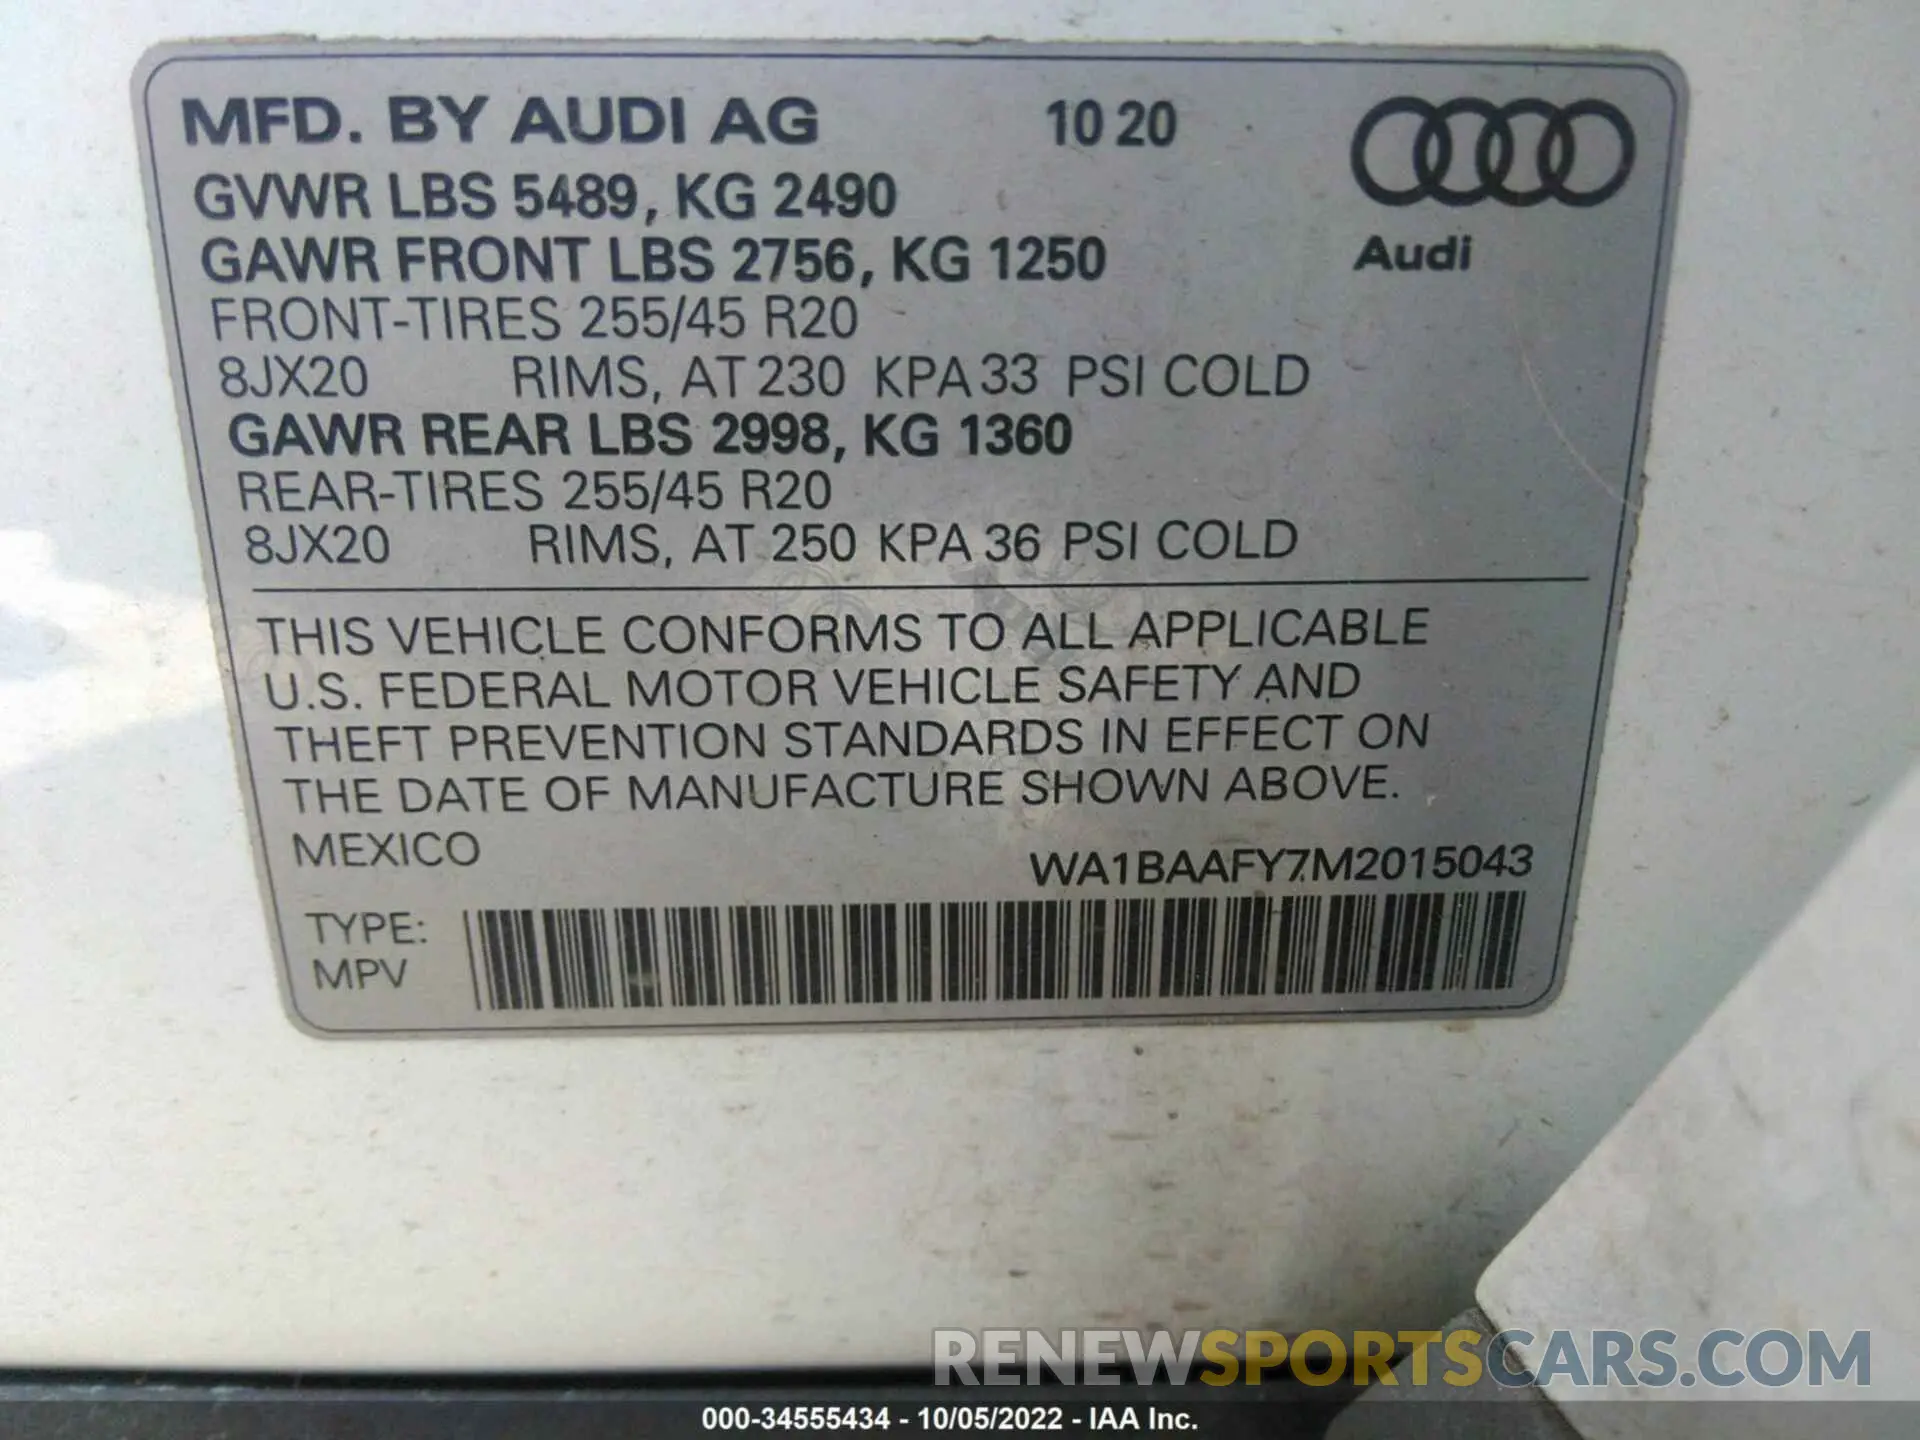 MFD. BY AUDI AG 10 20
GVWR LBS 5489, KG 2490
GAWR FRONT LBS 2756, KG 1250
Audi
FRONT-TIRES 255/45 R20
8JX20 RIMS, AT 230 KPA 33 PSI COLD
GAWR REAR LBS 2998, KG 1360
REAR-TIRES 255/45 R20
8JX20 RIMS, AT 250 KPA 36 PSI COLD
THIS VEHICLE CONFORMS TO ALL APPLICABLE
U.S. FEDERAL MOTOR VEHICLE SAFETY AND
THEFT PREVENTION STANDARDS IN EFFECT ON
THE DATE OF MANUFACTURE SHOWN ABOVE.
MEXICO WA1BAAFY7M2015043
TYPE:
MPV
RENEWSPORTSCARS.COM
000-34555434 - 10/05/2022 - IAA Inc.